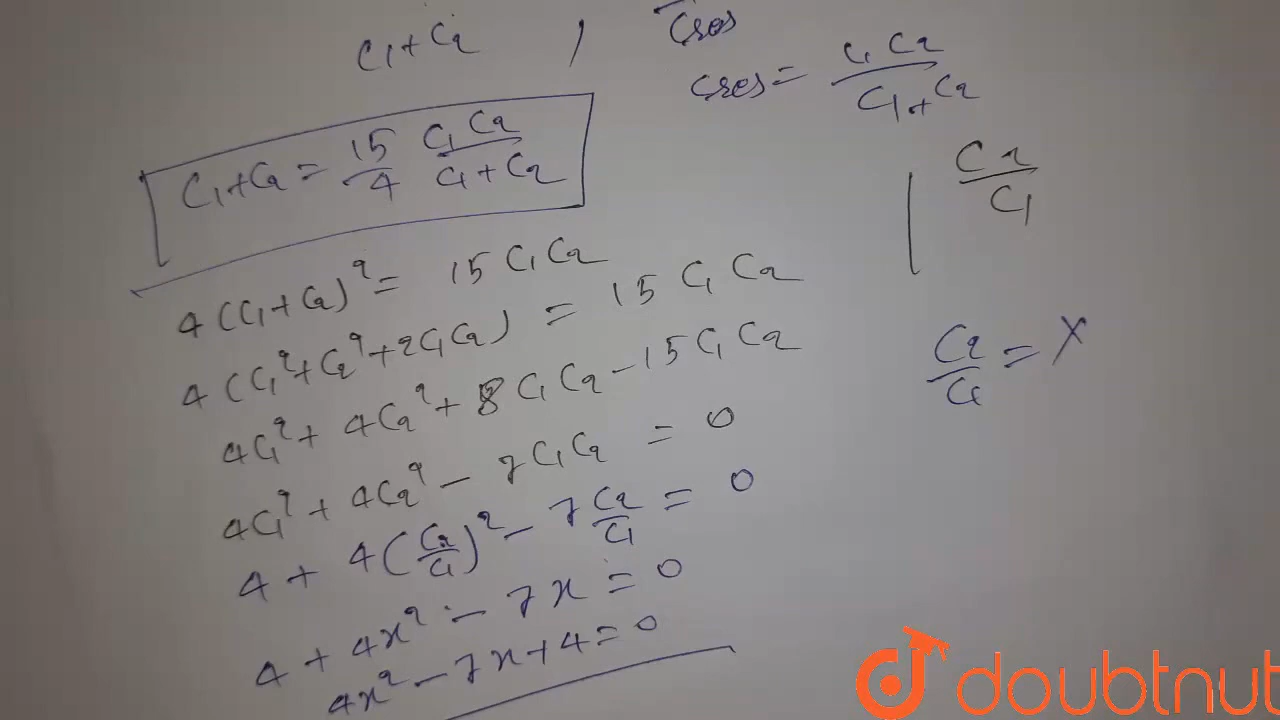 C₁+C₂ , Cres
Cres = C₁C₂/C₁+C₂
C₁+C₂ = 15/4 C₁C₂/C₁+C₂
C₂/C₁
4(C₁+C₂)² = 15C₁C₂
4(C₁²+C₂²+2C₁C₂) = 15C₁C₂
C₂/C₁ = x
4C₁²+4C₂²+8C₁C₂-15C₁C₂
4C₁²+4C₂²-7C₁C₂ = 0
4+4(C₂/C₁)²-7C₂/C₁ = 0
4+4x²-7x = 0
4x²-7x+4=0
doubtnut